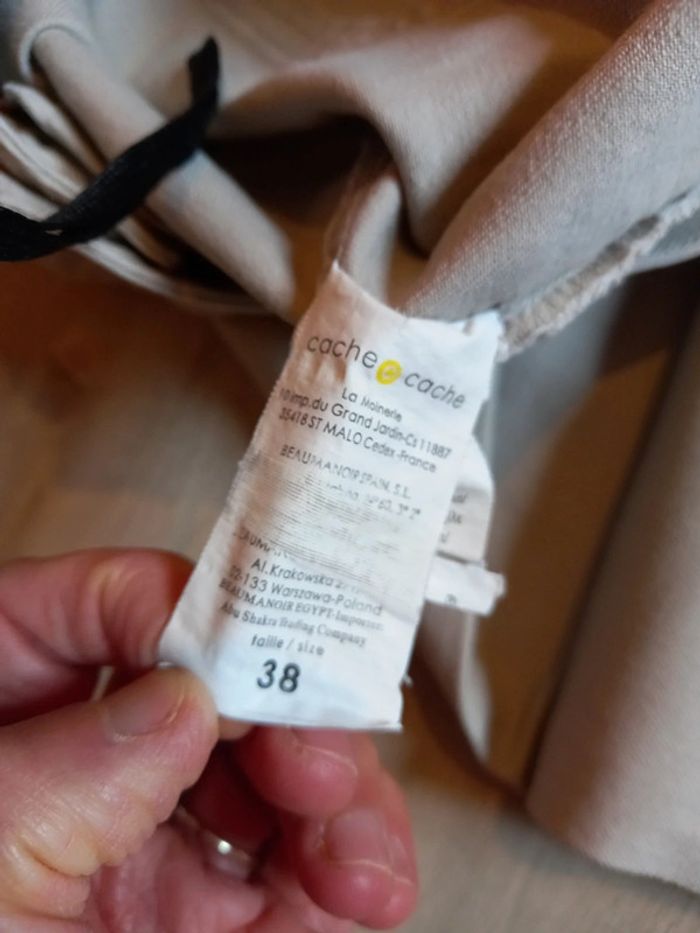 cache cache
La Moinerie
10 imp.du Grand Jardin-Cs 11887
35418 ST MALO Cedex-France
BEAUMANOIR SPAIN, S.L.
Al.Krakowska
02-133 Warszawa-Poland
BEAUMANOIR EGYPT-Importer:
Abu Shakra Trading Company
taille / size
38